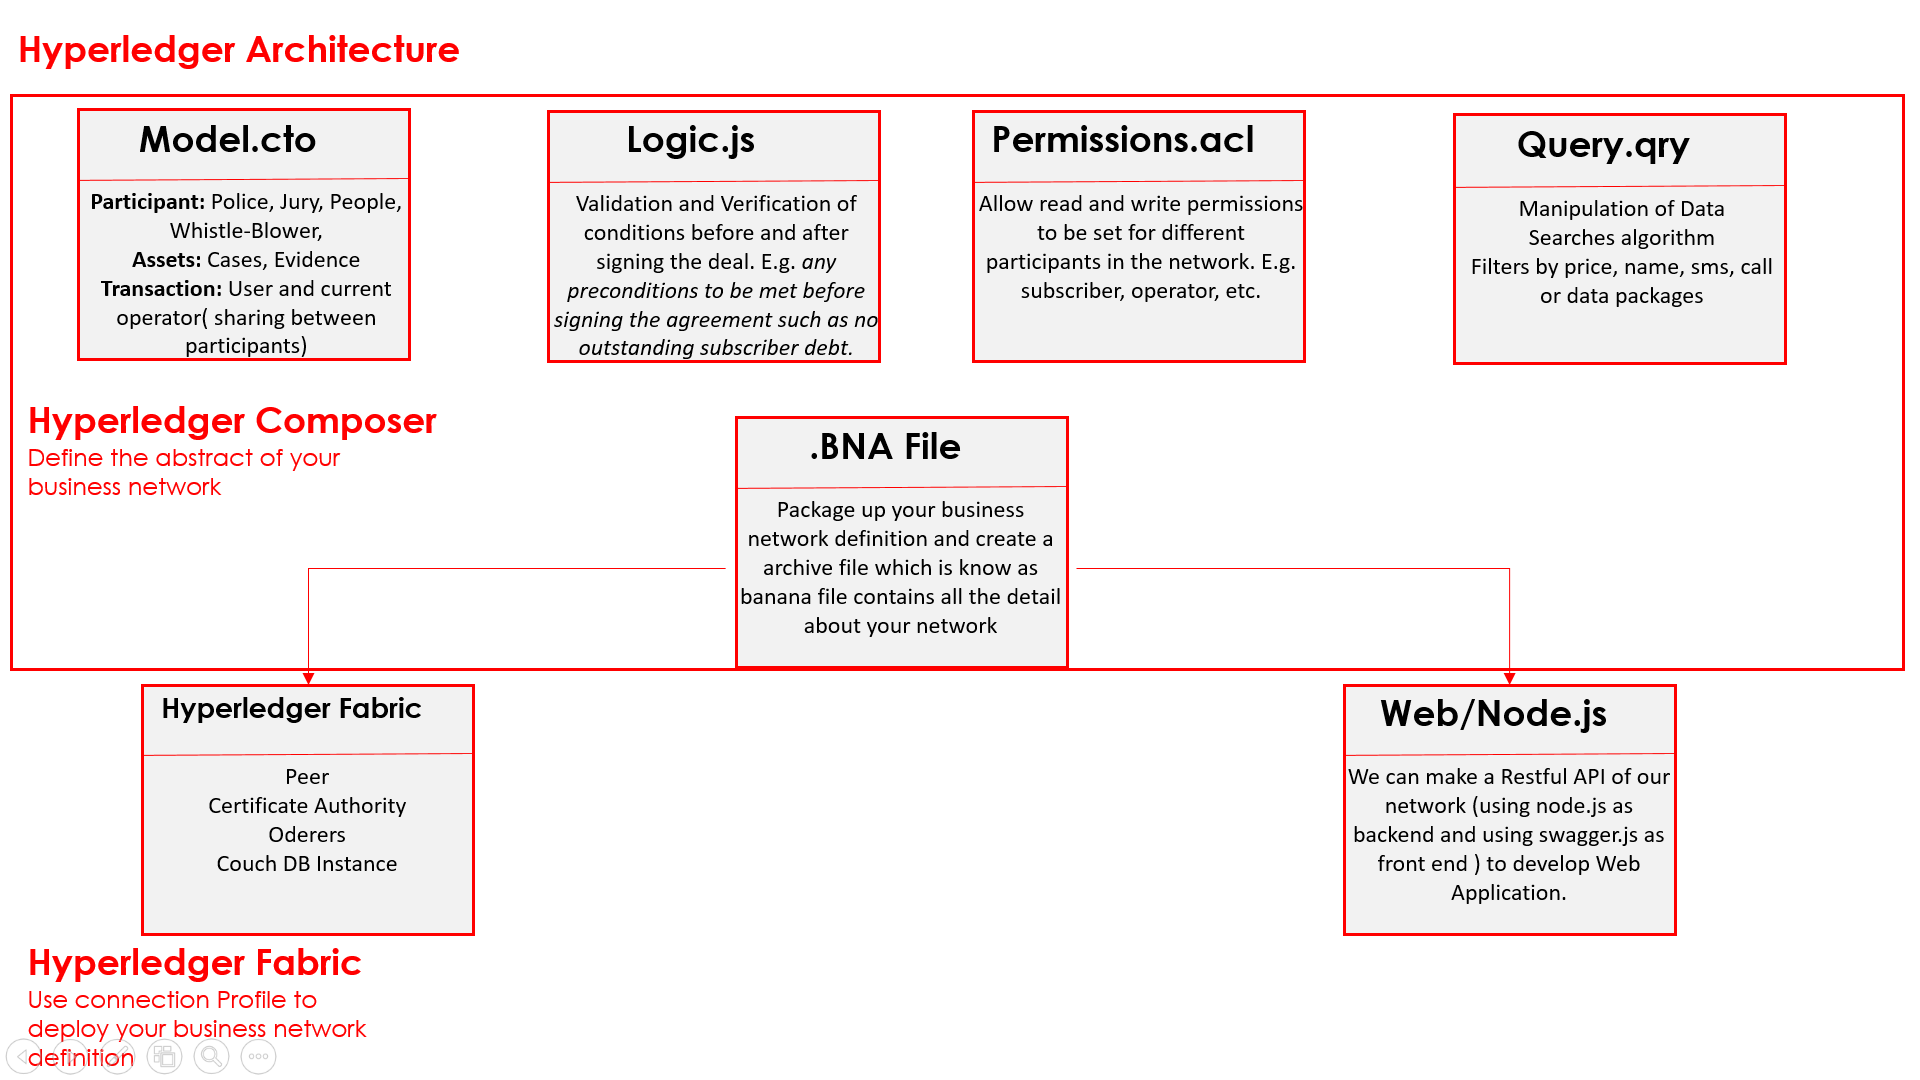 Hyperledger Architecture
Model.cto
Participant: Police, Jury, People,
Whistle-Blower,
Assets: Cases, Evidence
Transaction: User and current
operator( sharing between
participants)
Logic.js
Validation and Verification of
conditions before and after
signing the deal. E.g. any
preconditions to be met before
signing the agreement such as no
outstanding subscriber debt.
Permissions.acl
Allow read and write permissions
to be set for different
participants in the network. E.g.
subscriber, operator, etc.
Query.qry
Manipulation of Data
Searches algorithm
Filters by price, name, sms, call
or data packages
Hyperledger Composer
Define the abstract of your
business network
.BNA File
Package up your business
network definition and create a
archive file which is know as
banana file contains all the detail
about your network
Hyperledger Fabric
Peer
Certificate Authority
Oderers
Couch DB Instance
Web/Node.js
We can make a Restful API of our
network (using node.js as
backend and using swagger.js as
front end ) to develop Web
Application.
Hyperledger Fabric
Use connection Profile to
deploy your business network
definition